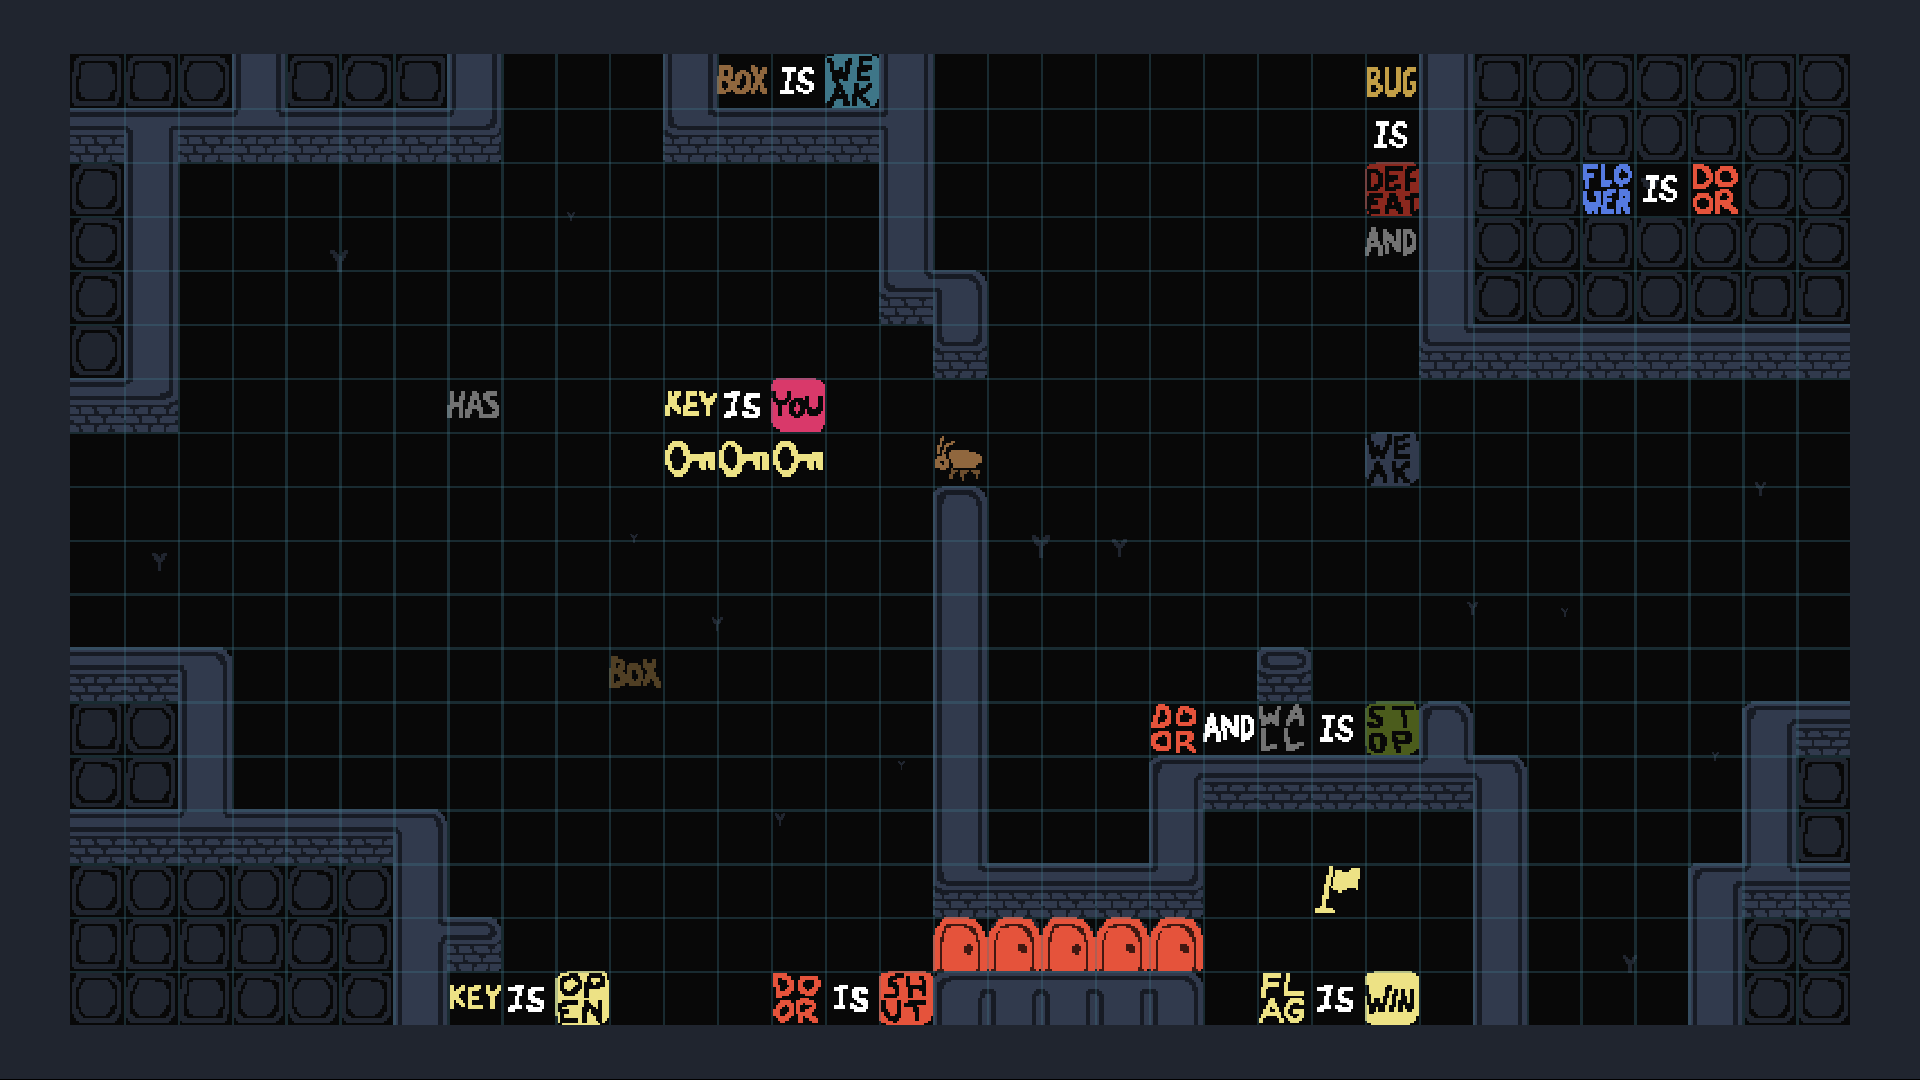 BOX IS WEAK
BUG
IS
DEFEAT
AND
FLOWER IS DOOR
HAS
KEY IS YOU
WEAK
BOX
DOOR AND WALL IS STOP
KEY IS OPEN
DOOR IS SHUT
FLAG IS WIN